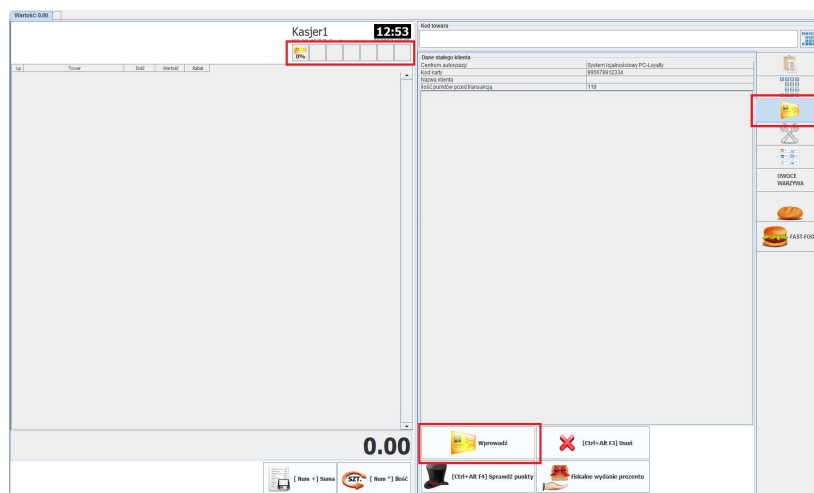 Wartość: 0.00
Kasjer1
12:53
0%
Lp
Towar
Ilość
Wartość
Rabat
0.00
[ Num +] Suma
SZT.
[ Num *] Ilość
Kod towara
Dane stałego klienta
Centrum autoryzacji
System lojalnościowy PC-Loyalty
Kod karty
995678912334
Nazwa klienta
Ilość punktów przed transakcją
119
Wprowadź
[Ctrl+Alt F3] Usuń
[Ctrl+Alt F4] Sprawdź punkty
Fiskalne wydanie prezentu
OWOCE
WARZYWA
FAST-FOO